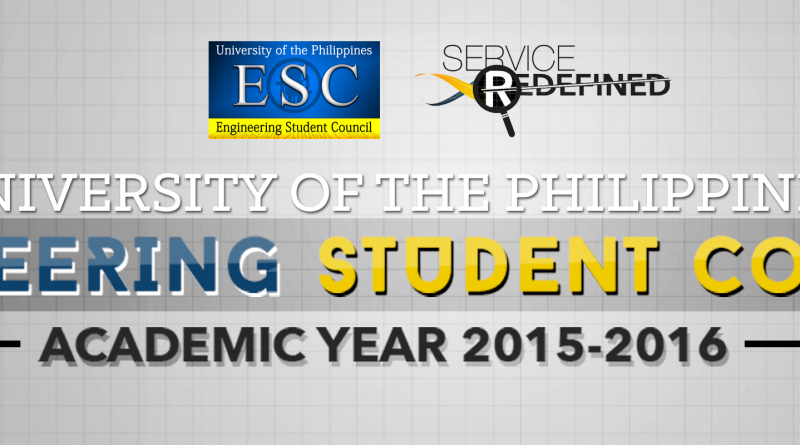 University of the Philippines
ESC
Engineering Student Council
SERVICE
REDEFINED
NIVERSITY OF THE PHILIPPIN
EERING STUDENT CO
ACADEMIC YEAR 2015-2016